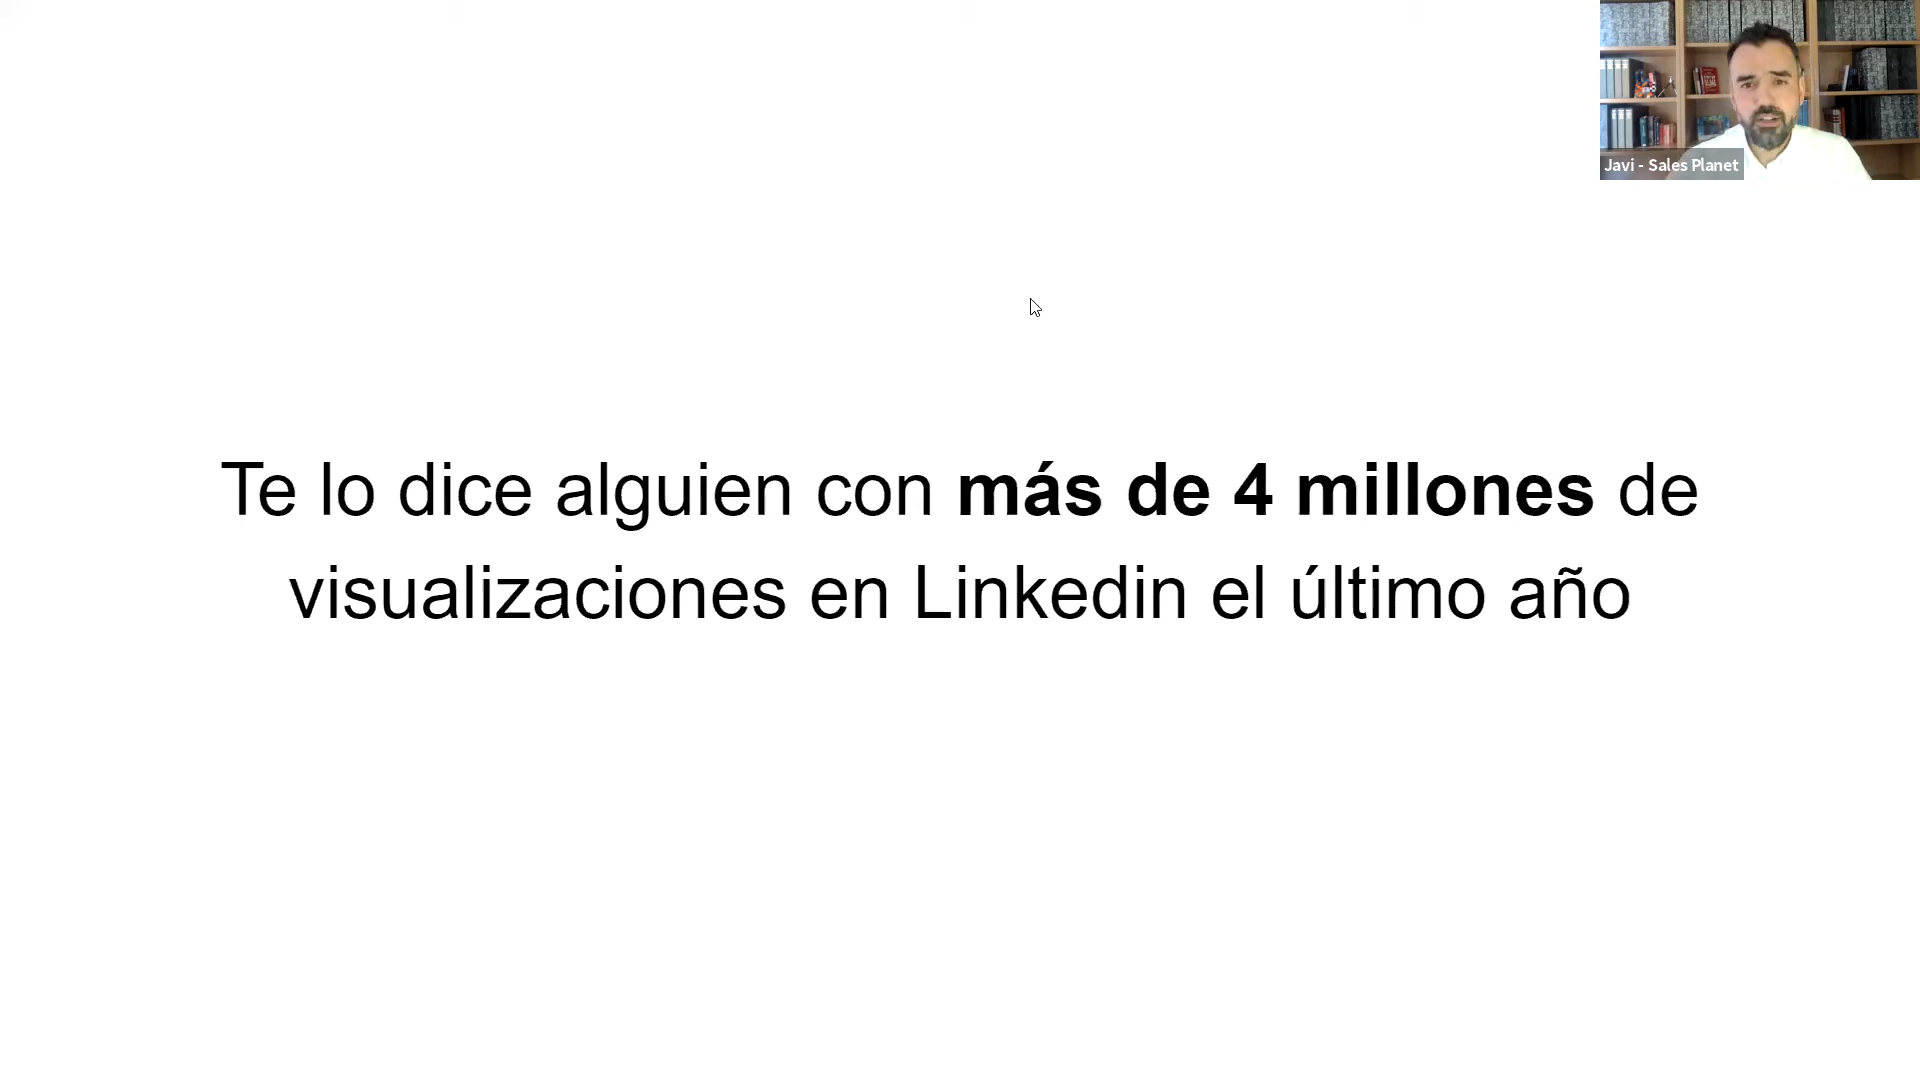 Javi - Sales Planet
Te lo dice alguien con más de 4 millones de
visualizaciones en Linkedin el último año